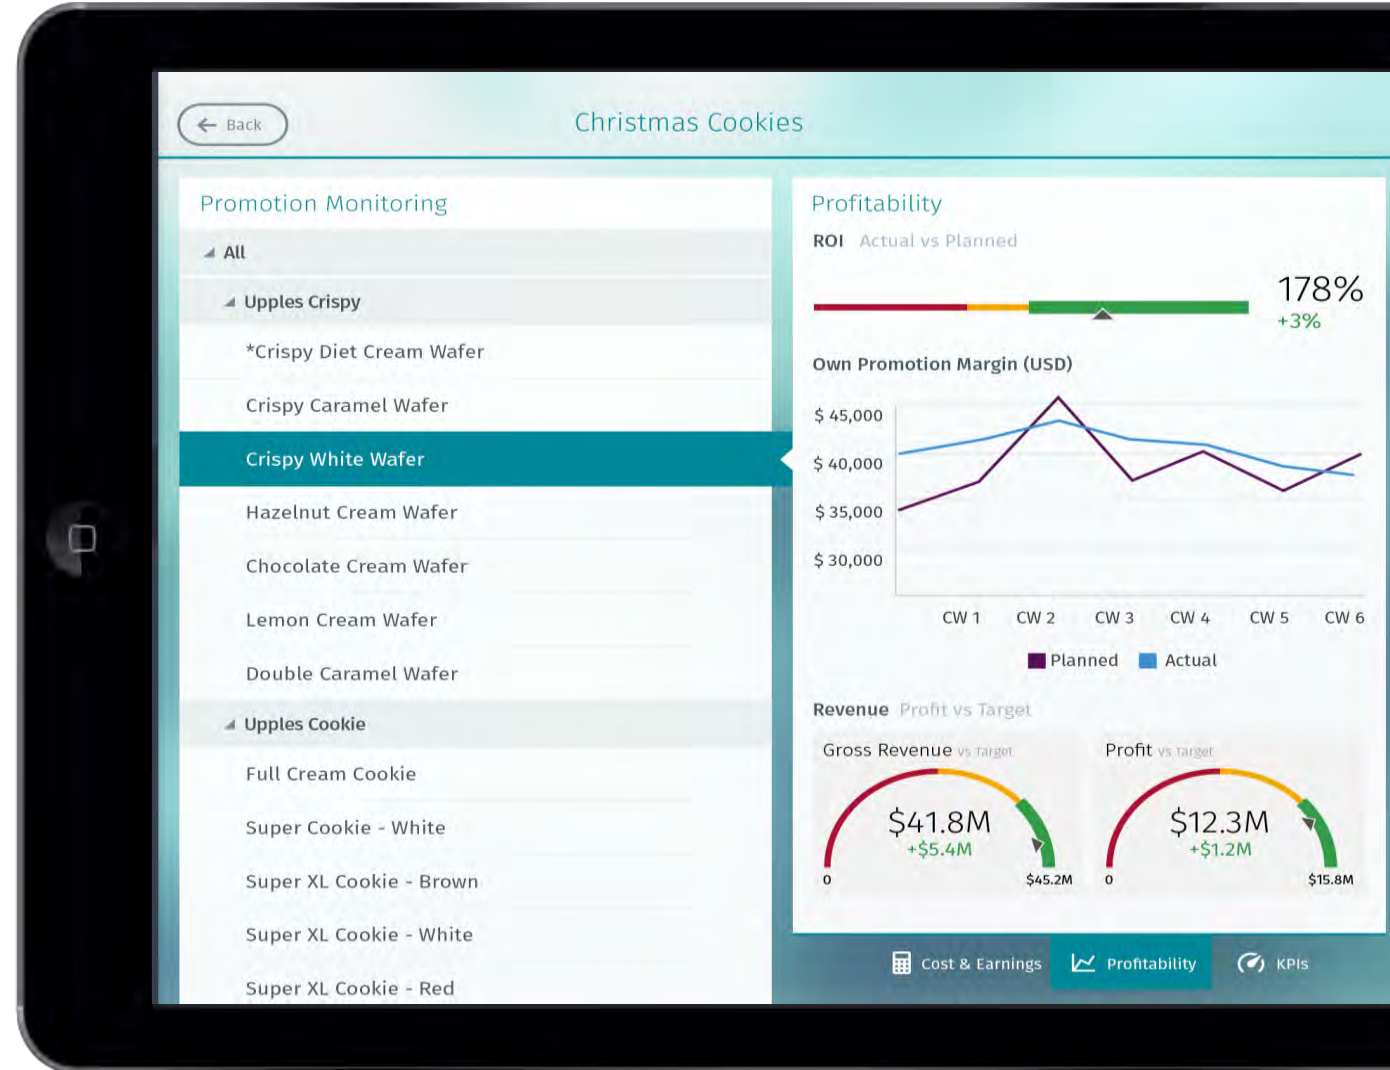 Back
Christmas Cookies
Promotion Monitoring
All
Upples Crispy
*Crispy Diet Cream Wafer
Crispy Caramel Wafer
Crispy White Wafer
Hazelnut Cream Wafer
Chocolate Cream Wafer
Lemon Cream Wafer
Double Caramel Wafer
Upples Cookie
Full Cream Cookie
Super Cookie - White
Super XL Cookie - Brown
Super XL Cookie - White
Super XL Cookie - Red
Profitability
ROI Actual vs Planned
178%
+3%
Own Promotion Margin (USD)
$ 45,000
$ 40,000
$ 35,000
$ 30,000
CW 1 CW 2 CW 3 CW 4 CW 5 CW 6
Planned Actual
Revenue Profit vs Target
Gross Revenue vs Target
$41.8M
+$5.4M
0 $45.2M
Profit vs Target
$12.3M
+$1.2M
0 $15.8M
Cost & Earnings Profitability KPIs